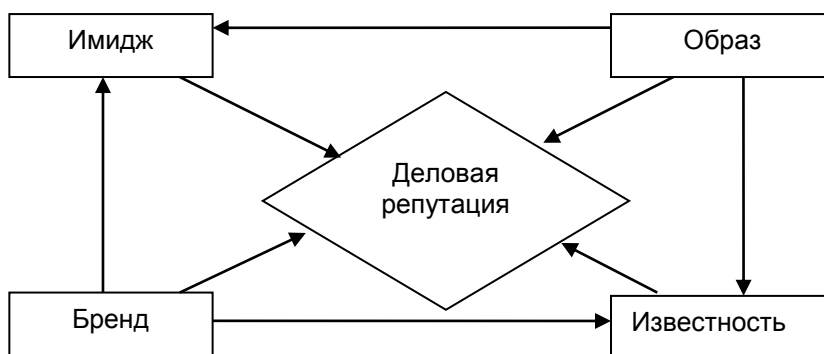 Имидж
Образ
Деловая
репутация
Бренд
Известность